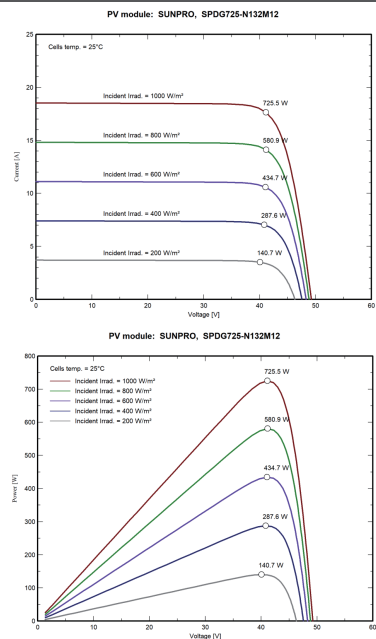 PV module: SUNPRO, SPDG725-N132M12
25
Cells temp. = 25°C
20
Incident Irrad. = 1000 W/m²
725.5 W
15
Incident Irrad. = 800 W/m²
580.9 W
Current [A]
Incident Irrad. = 600 W/m²
434.7 W
10
Incident Irrad. = 400 W/m²
287.6 W
5
Incident Irrad. = 200 W/m²
140.7 W
0
0 10 20 30 40 50 60
Voltage [V]
PV module: SUNPRO, SPDG725-N132M12
800
Cells temp. = 25°C
Incident Irrad. = 1000 W/m²
Incident Irrad. = 800 W/m²
Incident Irrad. = 600 W/m²
Incident Irrad. = 400 W/m²
Incident Irrad. = 200 W/m²
725.5 W
700
600
580.9 W
500
434.7 W
Power [W]
400
300
287.6 W
200
140.7 W
100
0
0 10 20 30 40 50 60
Voltage [V]